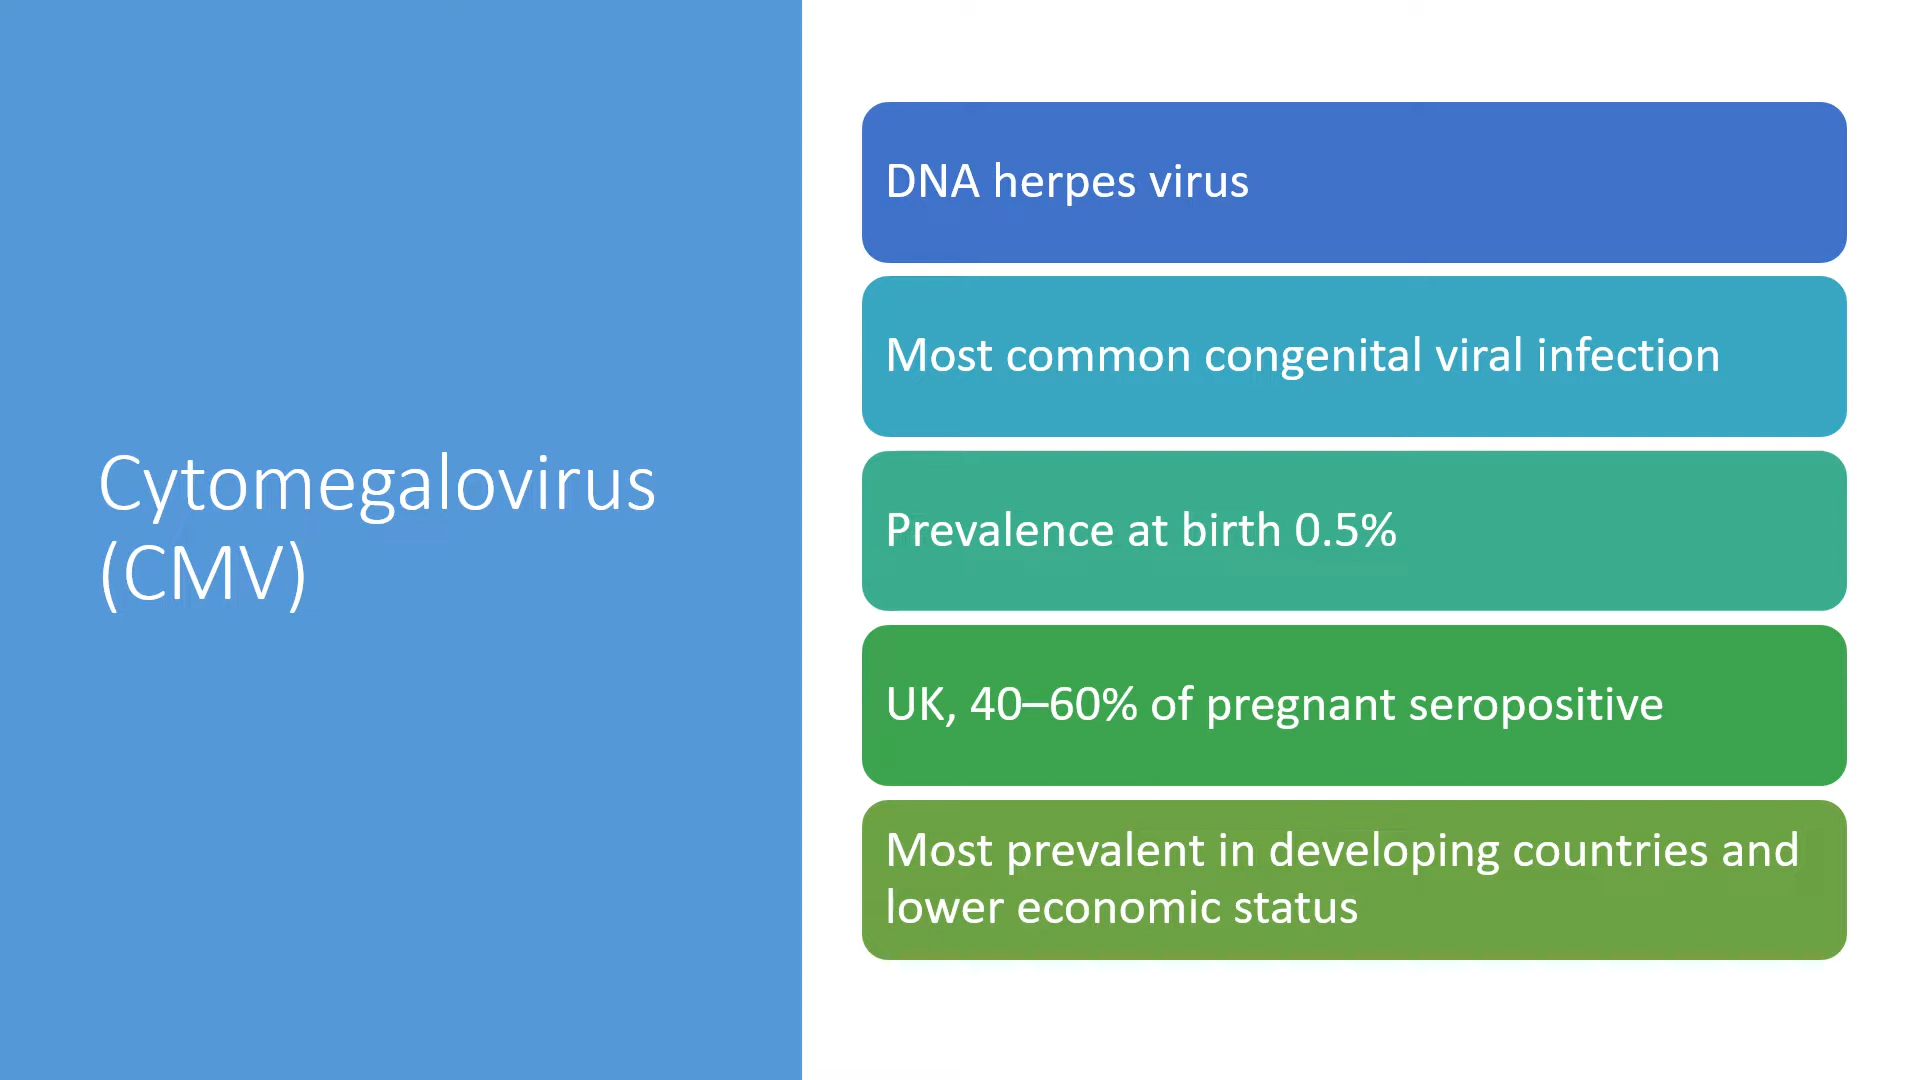 Cytomegalovirus
(CMV)
DNA herpes virus
Most common congenital viral infection
Prevalence at birth 0.5%
UK, 40–60% of pregnant seropositive
Most prevalent in developing countries and
lower economic status